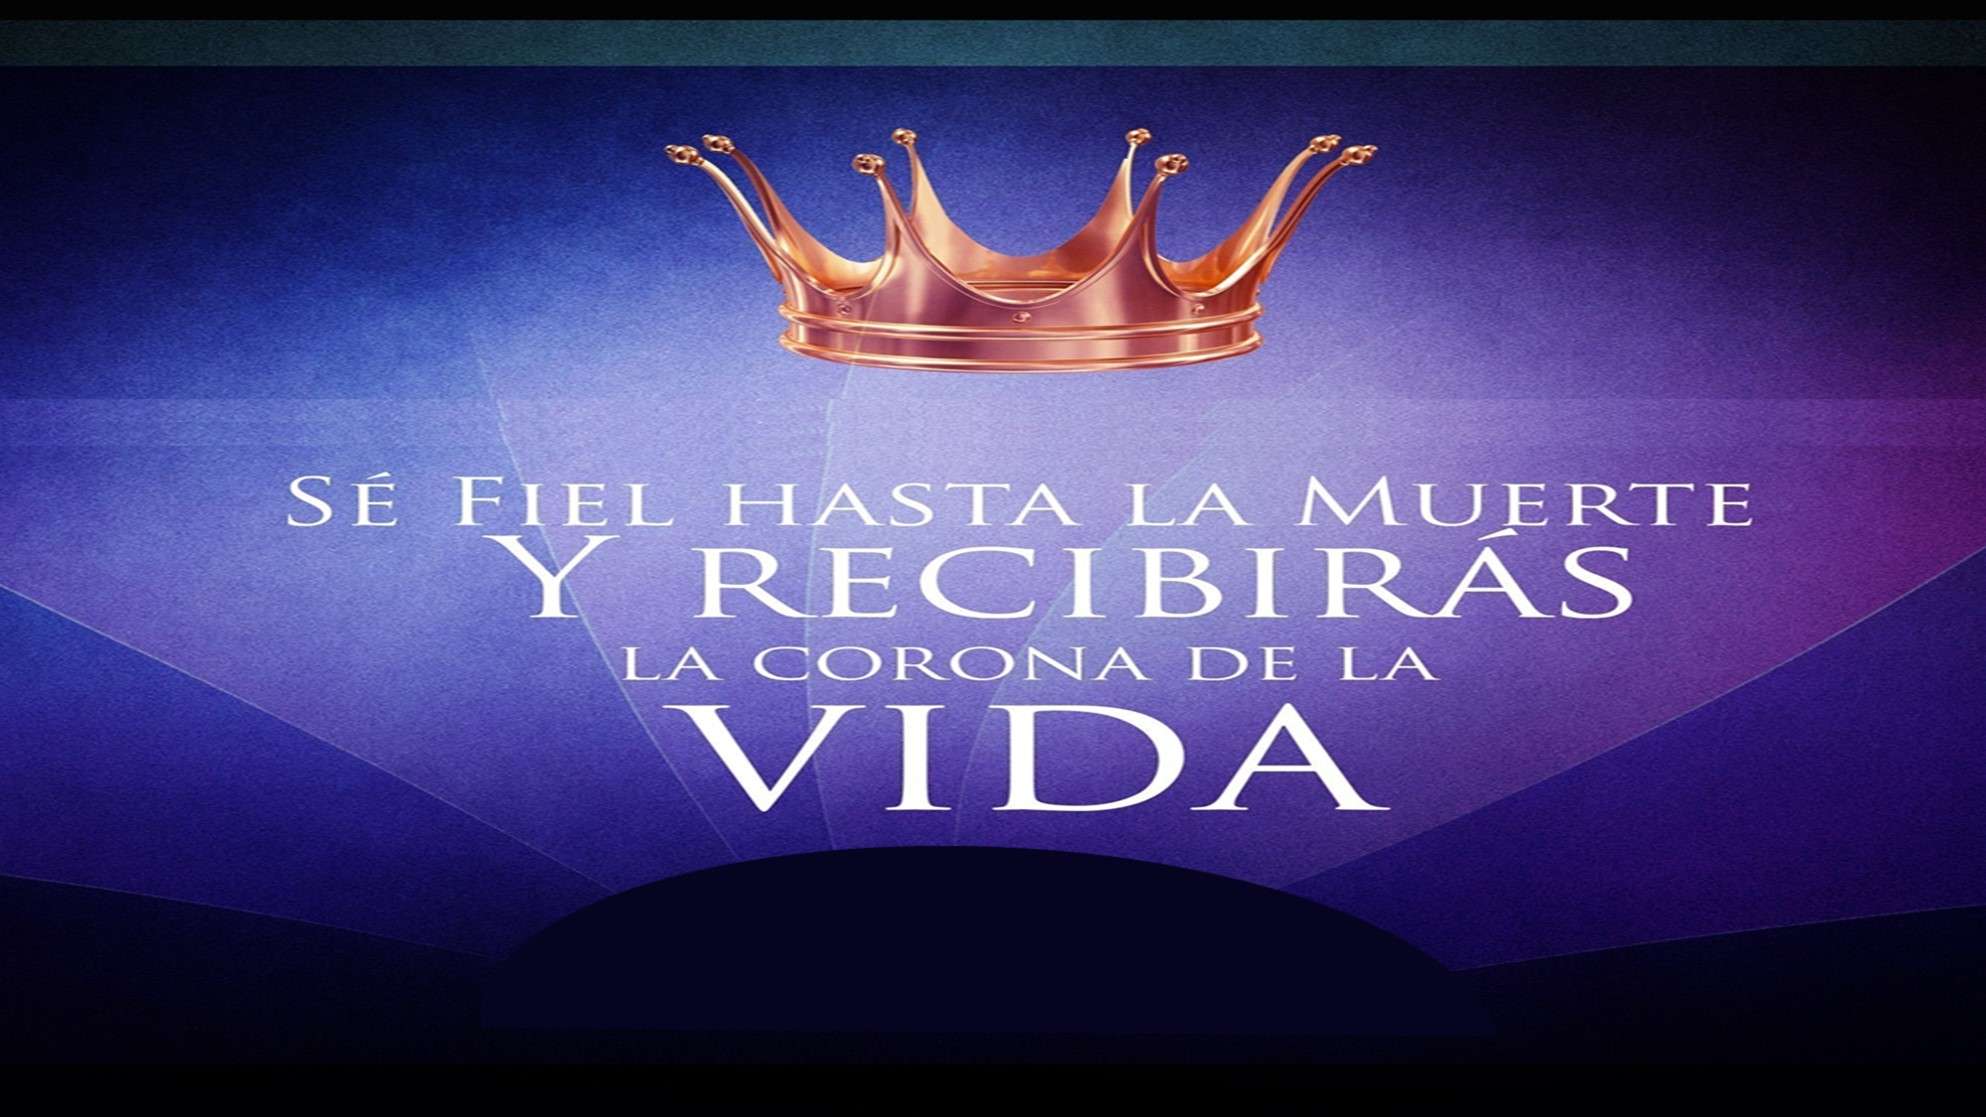 Sé Fiel hasta la Muerte
Y recibirás
la corona de la
VIDA